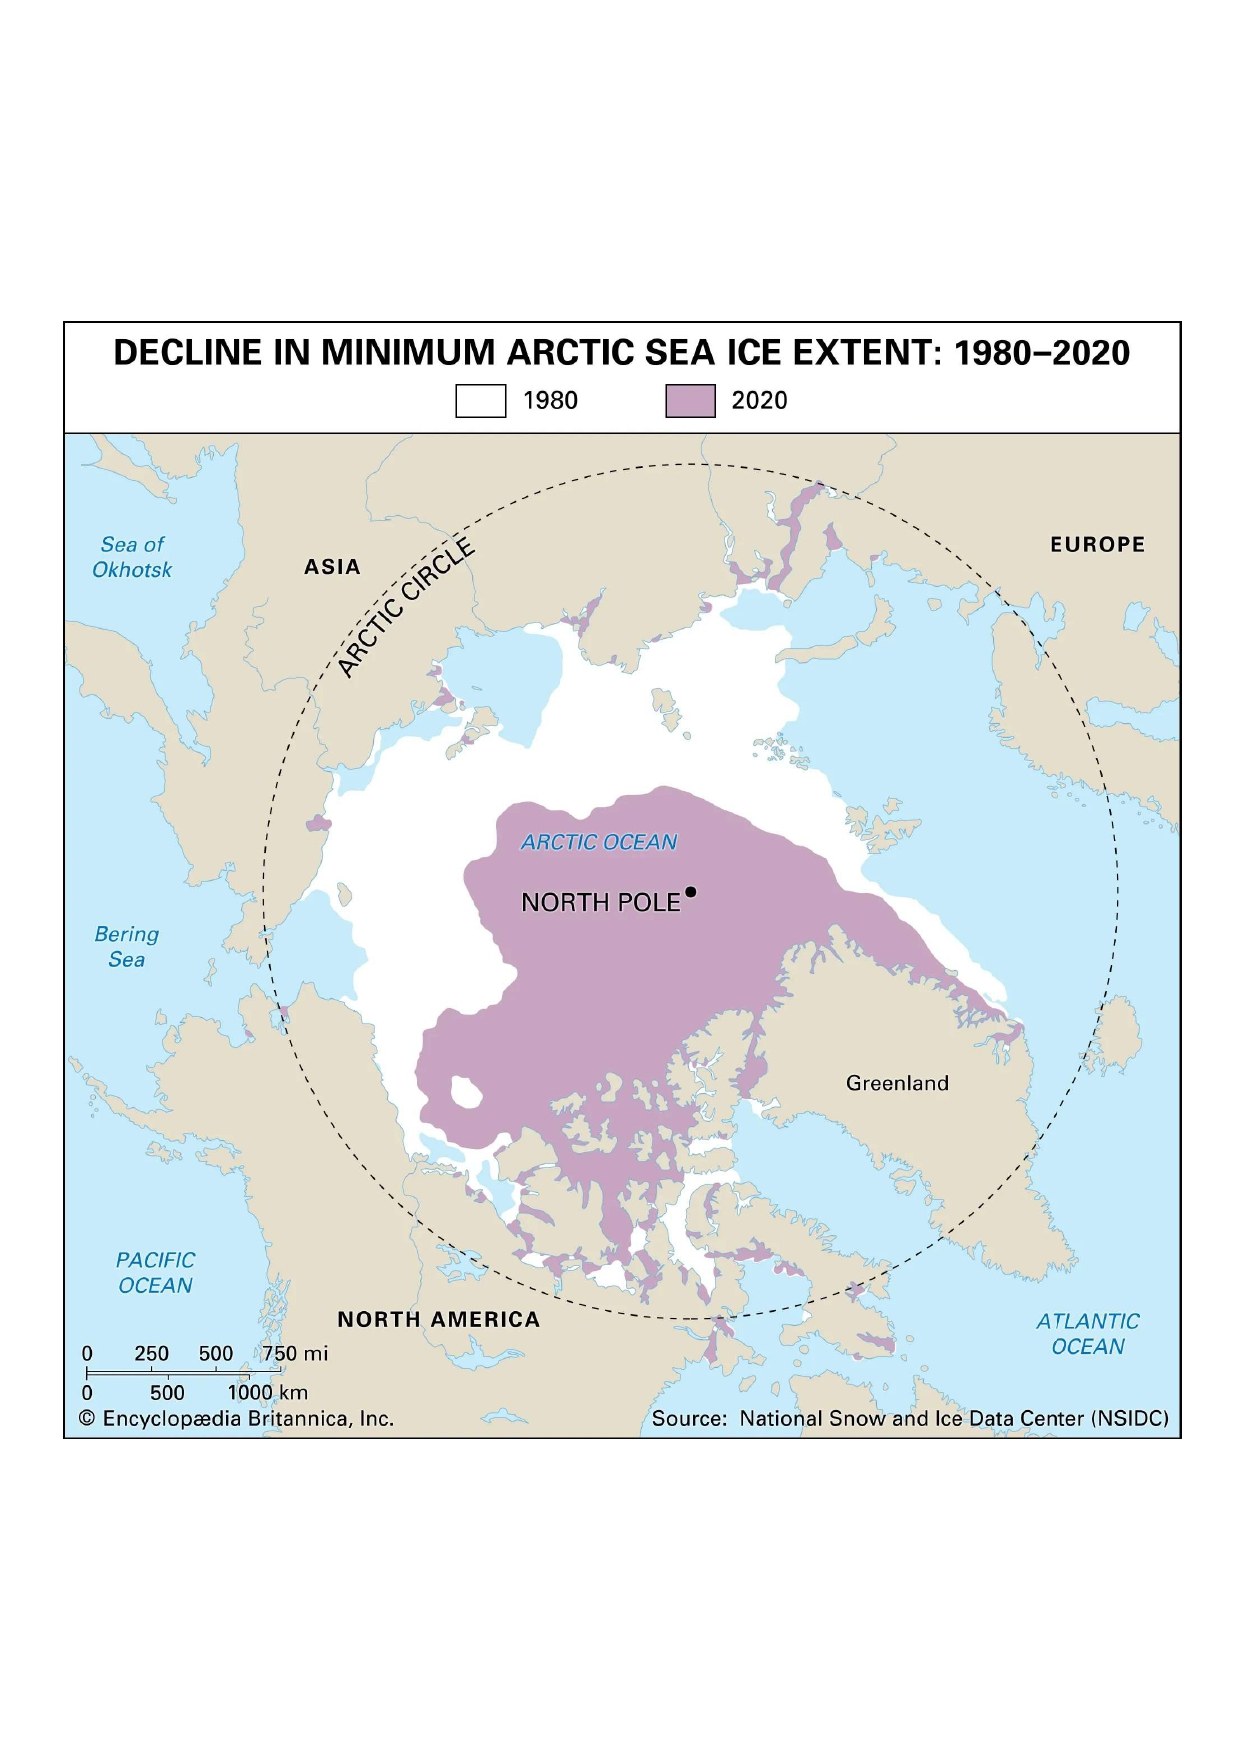 DECLINE IN MINIMUM ARCTIC SEA ICE EXTENT: 1980–2020
1980 2020
Sea of
Okhotsk
ASIA
ARCTIC CIRCLE
EUROPE
ARCTIC OCEAN
NORTH POLE
Bering
Sea
Greenland
PACIFIC
OCEAN
NORTH AMERICA
ATLANTIC
OCEAN
0 250 500 750 mi
0 500 1000 km
© Encyclopædia Britannica, Inc.
Source: National Snow and Ice Data Center (NSIDC)